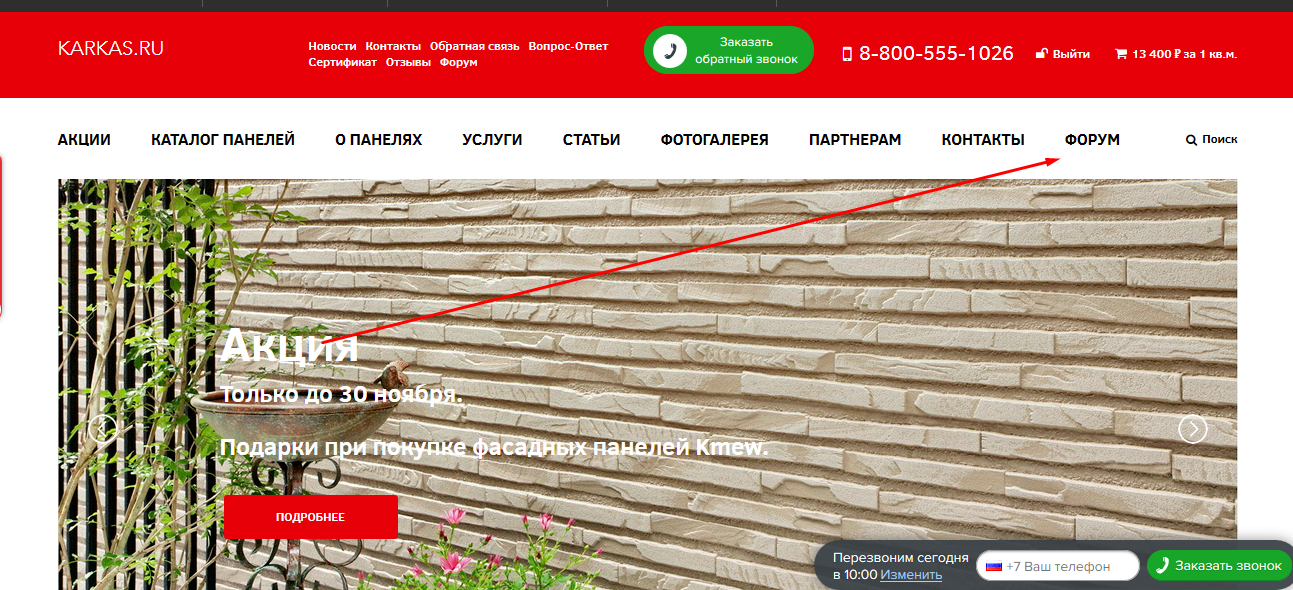 KARKAS.RU
Новости Контакты Обратная связь Вопрос-Ответ
Сертификат Отзывы Форум
Заказать
обратный звонок
8-800-555-1026
Выйти
13 400 ₽ за 1 кв.м.
АКЦИИ КАТАЛОГ ПАНЕЛЕЙ О ПАНЕЛЯХ УСЛУГИ СТАТЬИ ФОТОГАЛЕРЕЯ ПАРТНЕРАМ КОНТАКТЫ ФОРУМ Поиск
Акция
Только до 30 ноября.
Подарки при покупке фасадных панелей Kmew.
ПОДРОБНЕЕ
Перезвоним сегодня
в 10:00 Изменить
+7 Ваш телефон
Заказать звонок